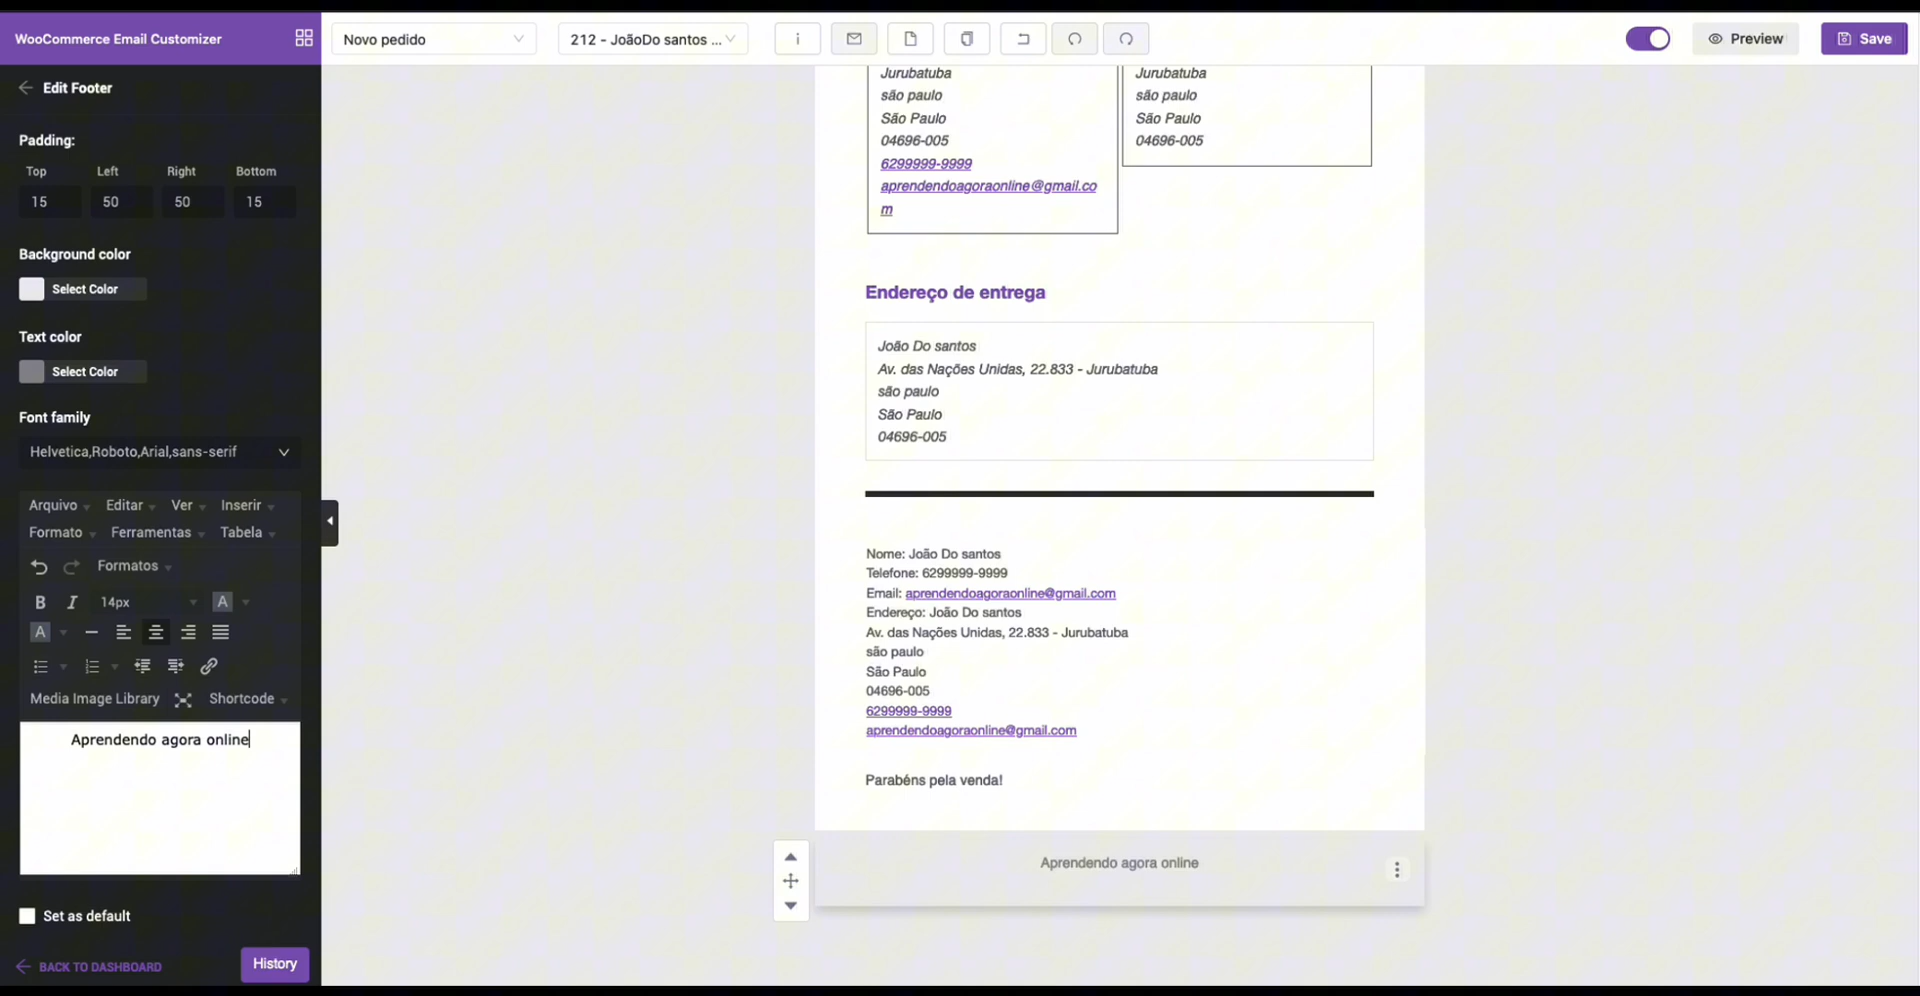 WooCommerce Email Customizer
Novo pedido
212 - JoãoDo santos ...
i
Preview
Save
Edit Footer
Padding:
Top Left Right Bottom
15 50 50 15
Background color
Select Color
Text color
Select Color
Font family
Helvetica,Roboto,Arial,sans-serif
Arquivo Editar Ver Inserir
Formato Ferramentas Tabela
Formatos
B I 14px A
A
Media Image Library Shortcode
Aprendendo agora online
Set as default
BACK TO DASHBOARD
History
Jurubatuba
são paulo
São Paulo
04696-005
6299999-9999
aprendendoagoraonline@gmail.co
m
Jurubatuba
são paulo
São Paulo
04696-005
Endereço de entrega
João Do santos
Av. das Nações Unidas, 22.833 - Jurubatuba
são paulo
São Paulo
04696-005
Nome: João Do santos
Telefone: 6299999-9999
Email: aprendendoagoraonline@gmail.com
Endereço: João Do santos
Av. das Nações Unidas, 22.833 - Jurubatuba
são paulo
São Paulo
04696-005
6299999-9999
aprendendoagoraonline@gmail.com
Parabéns pela venda!
Aprendendo agora online